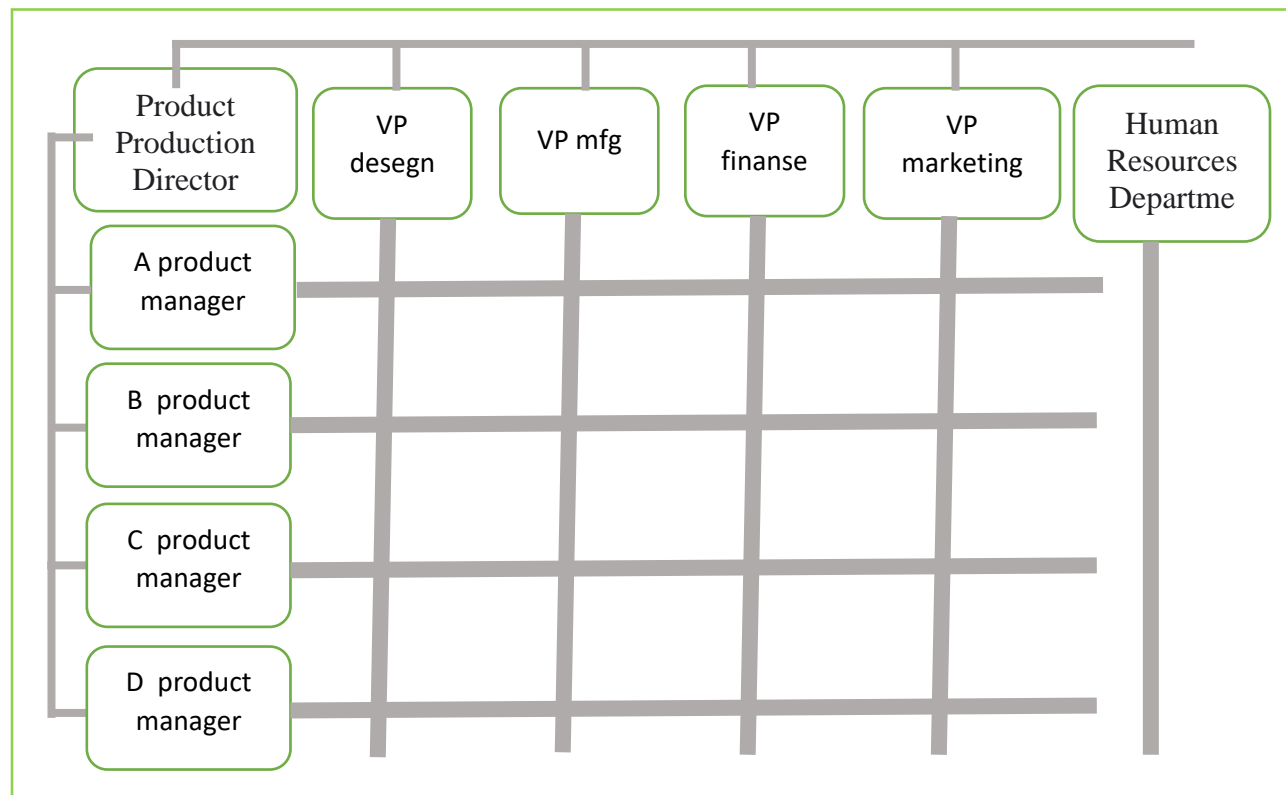 Product
Production
Director
VP
desegn
VP mfg
VP
finanse
VP
marketing
Human
Resources
Departme
A product
manager
B  product
manager
C  product
manager
D  product
manager